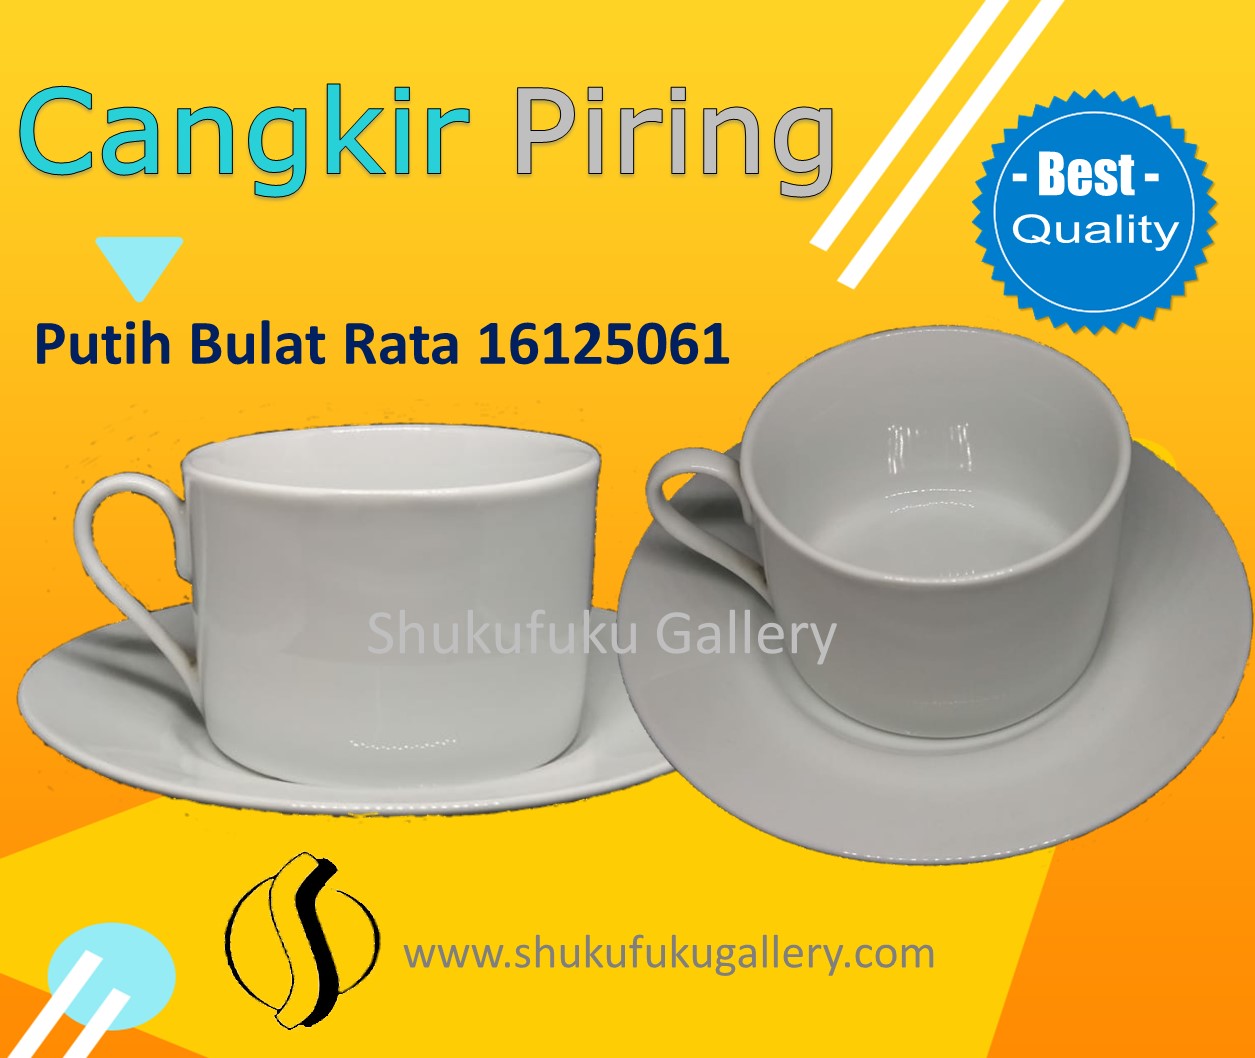 Cangkir Piring
- Best -
Quality
Putih Bulat Rata 16125061
Shukufuku Gallery
www.shukufukugallery.com